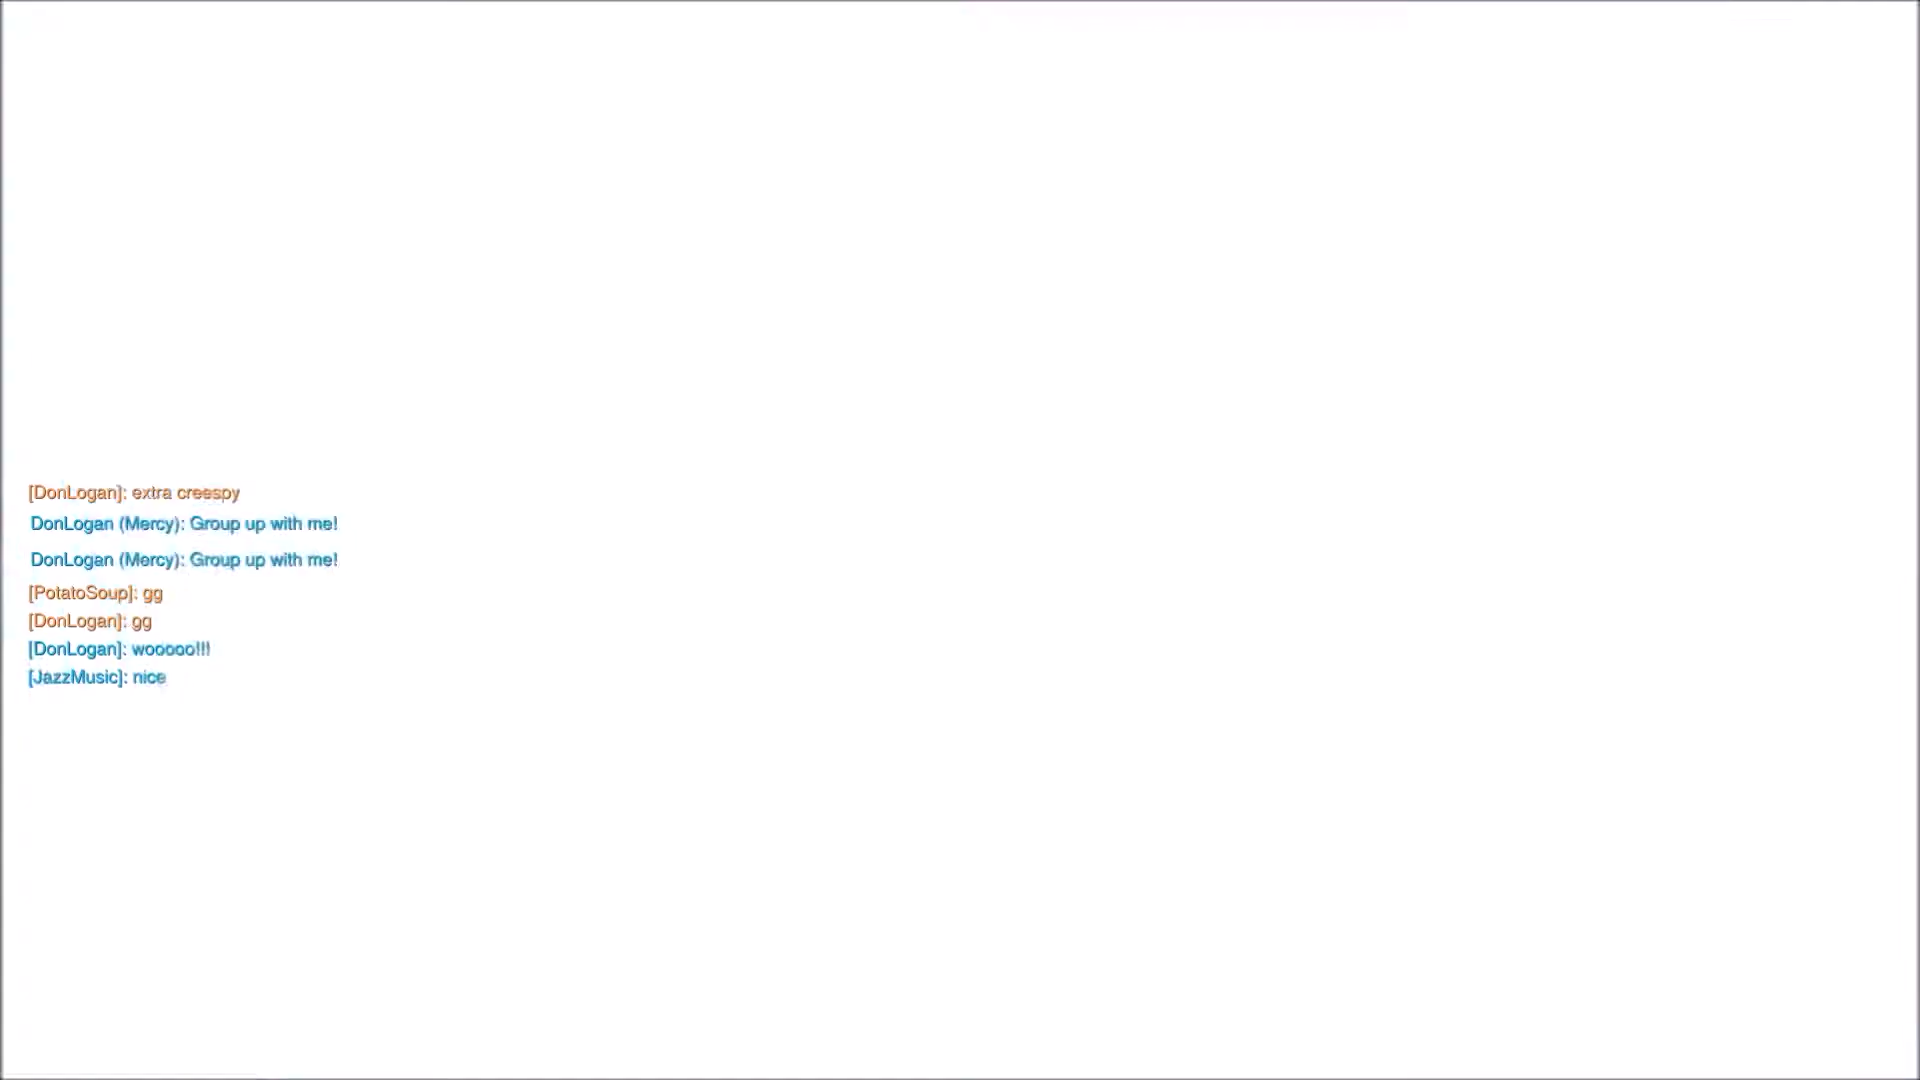 [DonLogan]: extra creespy
DonLogan (Mercy): Group up with me!
DonLogan (Mercy): Group up with me!
[PotatoSoup]: gg
[DonLogan]: gg
[DonLogan]: wooooo!!!
[JazzMusic]: nice